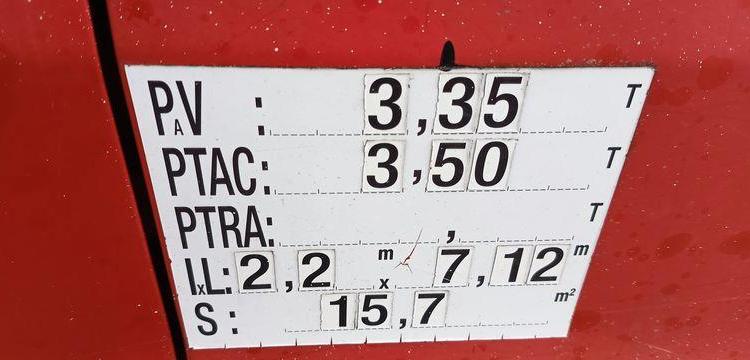 PAV : 3,35 T
PTAC: 3,50 T
PTRA: , T
IxL: 2,2 m x 7,12 m
S: 15,7 m²